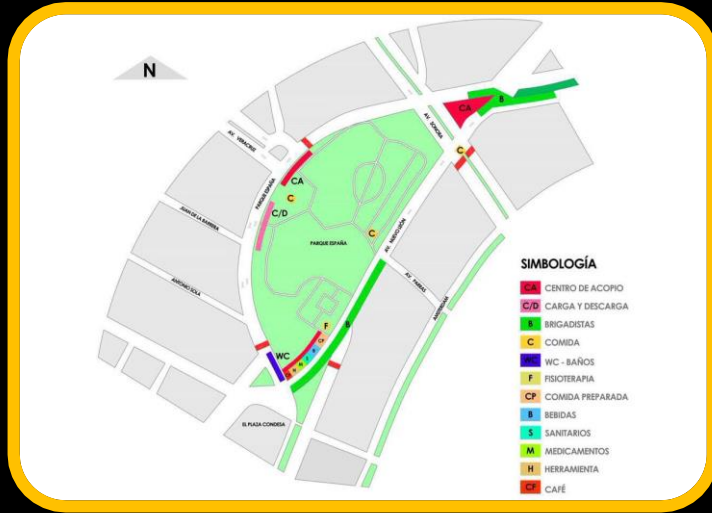 N
CA
B
AV. SONORA
C
AV. VERACRUZ
CA
PARQUE ESPAÑA
C
C/D
JUAN DE LA BARRERA
C
AV. NUEVO LEÓN
PARQUE ESPAÑA
AV. PARRAS
ANTONIO SOLA
AMSTERDAM
F
B
CP
B
S
M
H
WC
EL PLAZA CONDESA
SIMBOLOGÍA
CA CENTRO DE ACOPIO
C/D CARGA Y DESCARGA
B BRIGADISTAS
C COMIDA
WC WC - BAÑOS
F FISIOTERAPIA
CP COMIDA PREPARADA
B BEBIDAS
S SANITARIOS
M MEDICAMENTOS
H HERRAMIENTA
CF CAFÉ